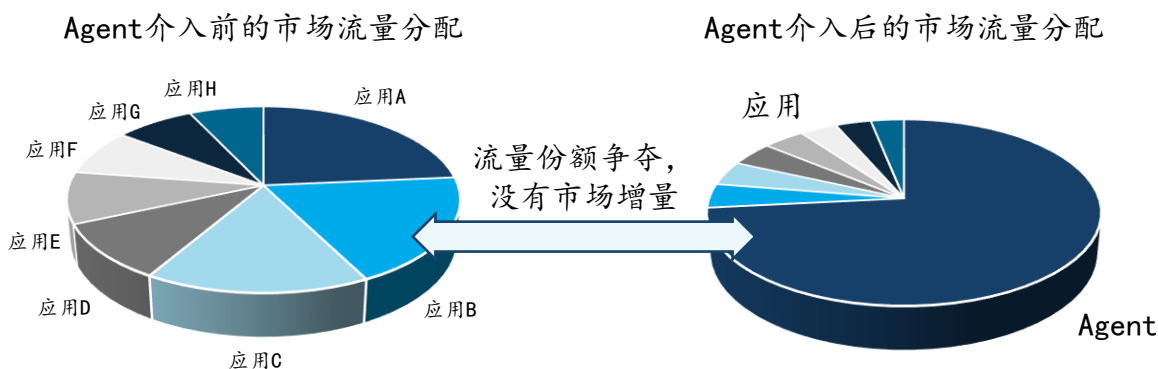 Agent介入前的市场流量分配
Agent介入后的市场流量分配
应用H
应用A
应用G
应用F
应用E
应用D
应用C
应用B
流量份额争夺，
没有市场增量
应用
Agent